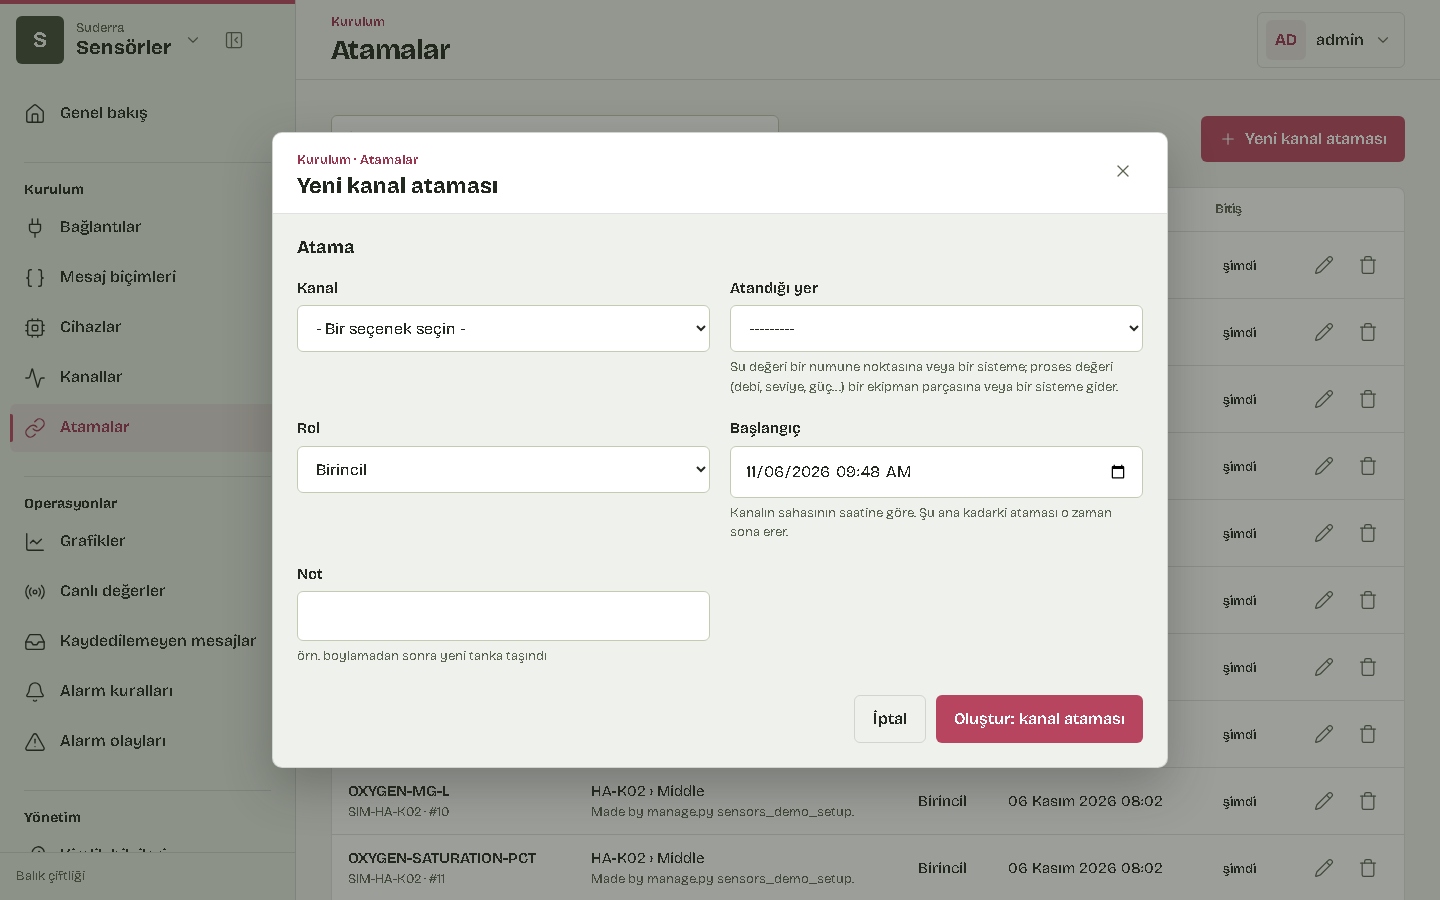 S
Suderra
Sensörler
Genel bakış
Kurulum
Bağlantılar
Mesaj biçimleri
Cihazlar
Kanallar
Atamalar
Operasyonlar
Grafikler
Canlı değerler
Kaydedilemeyen mesajlar
Alarm kuralları
Alarm olayları
Yönetim
Balık çiftliği
Kurulum
Atamalar
AD
admin
+ Yeni kanal ataması
Bitiş
şimdi
şimdi
şimdi
şimdi
şimdi
şimdi
şimdi
şimdi
Kurulum · Atamalar
Yeni kanal ataması
Atama
Kanal
- Bir seçenek seçin -
Atandığı yer
---------
Su değeri bir numune noktasına veya bir sisteme; proses değeri
(debi, seviye, güç…) bir ekipman parçasına veya bir sisteme gider.
Rol
Birincil
Başlangıç
11/06/2026 09:48 AM
Kanalın sahasının saatine göre. Şu ana kadarki ataması o zaman
sona erer.
Not
örn. boylamadan sonra yeni tanka taşındı
İptal
Oluştur: kanal ataması
OXYGEN-MG-L
SIM-HA-K02 · #10
HA-K02 › Middle
Made by manage.py sensors_demo_setup.
Birincil
06 Kasım 2026 08:02
şimdi
OXYGEN-SATURATION-PCT
SIM-HA-K02 · #11
HA-K02 › Middle
Made by manage.py sensors_demo_setup.
Birincil
06 Kasım 2026 08:02
şimdi